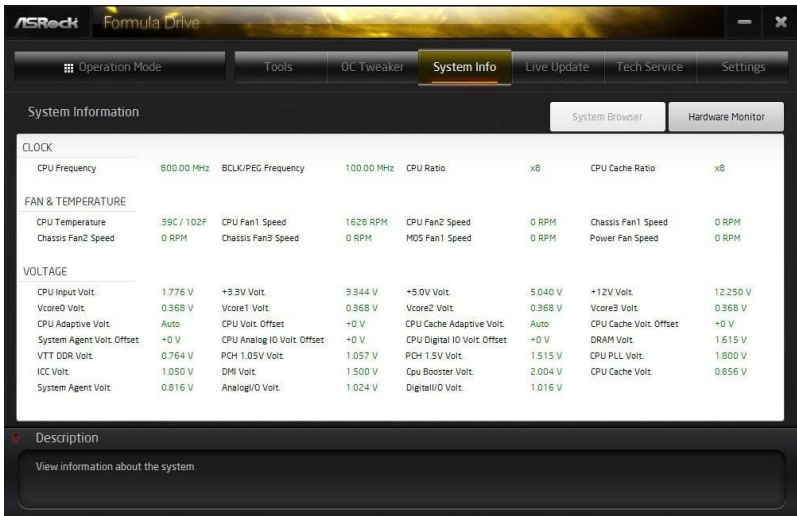 ASRock Formula Drive
Operation Mode Tools OC Tweaker System Info Live Update Tech Service Settings
System Information System Browser Hardware Monitor
CLOCK
CPU Frequency 800.00 MHz BCLK/PEG Frequency 100.00 MHz CPU Ratio x8 CPU Cache Ratio x8
FAN & TEMPERATURE
CPU Temperature 39C / 102F CPU Fan1 Speed 1628 RPM CPU Fan2 Speed 0 RPM Chassis Fan1 Speed 0 RPM
Chassis Fan2 Speed 0 RPM Chassis Fan3 Speed 0 RPM MOS Fan1 Speed 0 RPM Power Fan Speed 0 RPM
VOLTAGE
CPU Input Volt. 1.776 V +3.3V Volt. 3.344 V +5.0V Volt. 5.040 V +12V Volt. 12.250 V
Vcore0 Volt. 0.368 V Vcore1 Volt. 0.368 V Vcore2 Volt. 0.368 V Vcore3 Volt. 0.368 V
CPU Adaptive Volt. Auto CPU Volt. Offset +0 V CPU Cache Adaptive Volt. Auto CPU Cache Volt. Offset +0 V
System Agent Volt. Offset +0 V CPU Analog IO Volt. Offset +0 V CPU Digital IO Volt. Offset +0 V DRAM Volt. 1.615 V
VTT DDR Volt. 0.764 V PCH 1.05V Volt. 1.057 V PCH 1.5V Volt. 1.515 V CPU PLL Volt. 1.800 V
ICC Volt. 1.050 V DMI Volt. 1.500 V Cpu Booster Volt. 2.004 V CPU Cache Volt. 0.856 V
System Agent Volt. 0.816 V AnalogI/O Volt. 1.024 V DigitalI/O Volt. 1.016 V
Description
View information about the system.